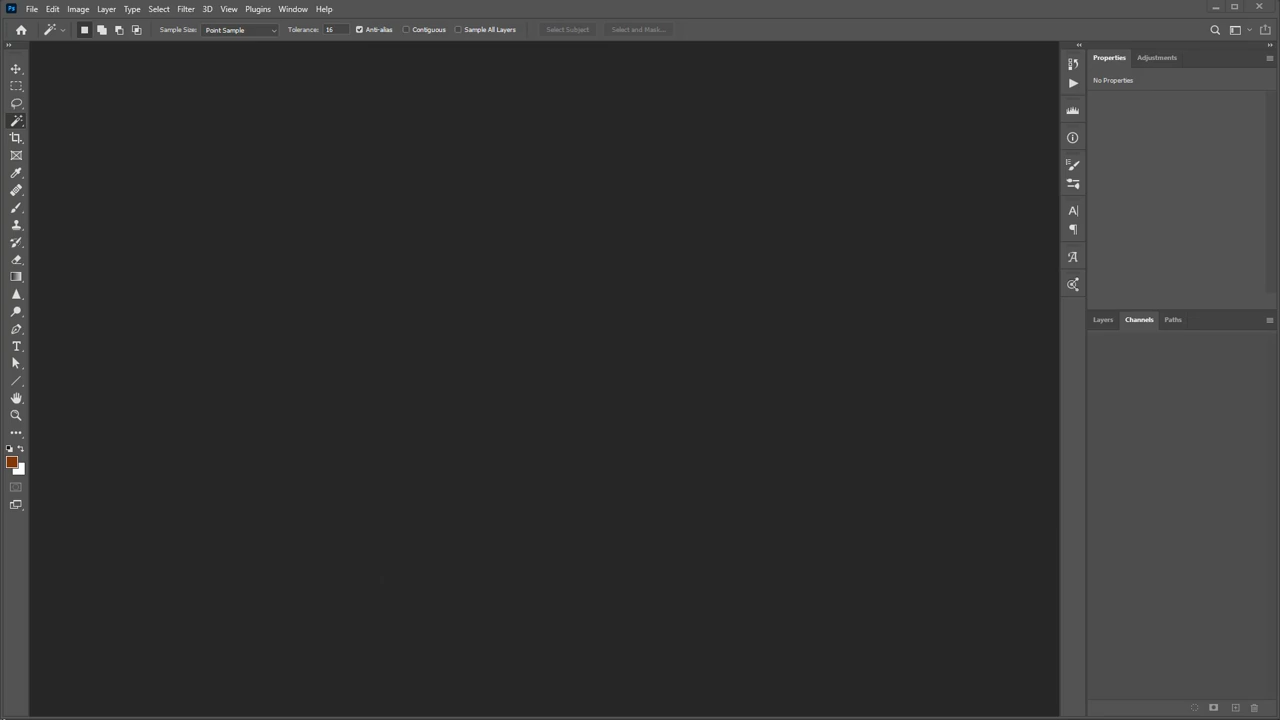 Ps File Edit Image Layer Type Select Filter 3D View Plugins Window Help
Sample Size: Point Sample Tolerance: 16 Anti-alias Contiguous Sample All Layers Select Subject Select and Mask...
Properties Adjustments
No Properties
Layers Channels Paths